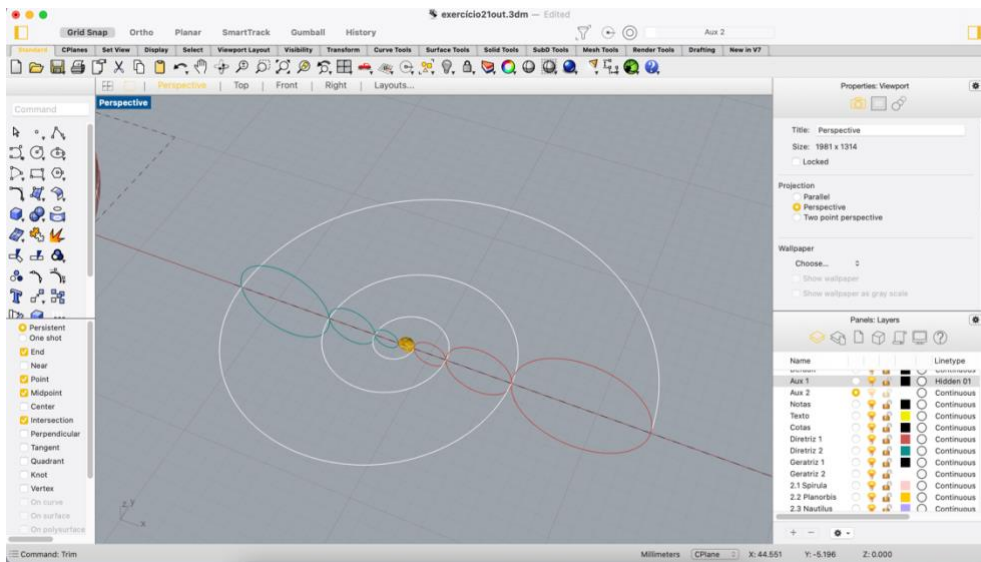 exercício21out.3dm — Edited
Grid Snap Ortho Planar SmartTrack Gumball History Aux 2
Standard CPlanes Set View Display Select Viewport Layout Visibility Transform Curve Tools Surface Tools Solid Tools SubD Tools Mesh Tools Render Tools Drafting New in V7
Perspective | Top | Front | Right | Layouts...
Command
Perspective
Persistent
One shot
End
Near
Point
Midpoint
Center
Intersection
Perpendicular
Tangent
Quadrant
Knot
Vertex
On curve
On surface
On polysurface
z y
x
Properties: Viewport
Title: Perspective
Size: 1981 x 1314
Locked
Projection
Parallel
Perspective
Two point perspective
Wallpaper
Choose...
Show wallpaper
Show wallpaper as gray scale
Panels: Layers
Name Linetype
Default Continuous
Aux 1 Hidden 01
Aux 2 Continuous
Notas Continuous
Texto Continuous
Cotas Continuous
Diretriz 1 Continuous
Diretriz 2 Continuous
Geratriz 1 Continuous
Geratriz 2 Continuous
2.1 Spirula Continuous
2.2 Planorbis Continuous
2.3 Nautilus Continuous
Command: Trim Millimeters CPlane X: 44.551 Y: -5.196 Z: 0.000